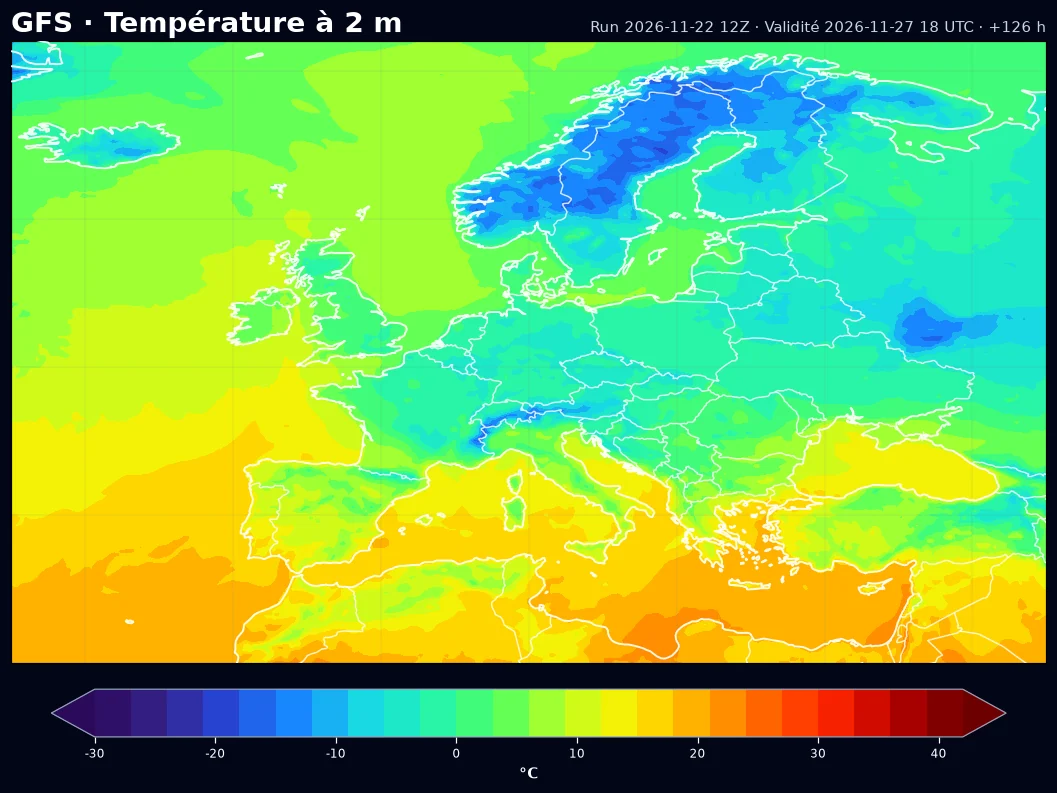 GFS · Température à 2 m
Run 2026-11-22 12Z · Validité 2026-11-27 18 UTC · +126 h
-30 -20 -10 0 10 20 30 40
°C